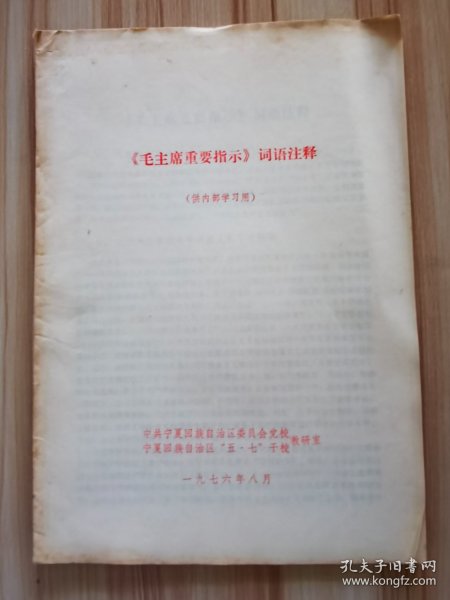 《毛主席重要指示》词语注释
(供内部学习用)
中共宁夏回族自治区委员会党校
宁夏回族自治区“五·七”干校
教研室
一九七六年八月
孔夫子旧书网
www.kongfz.com